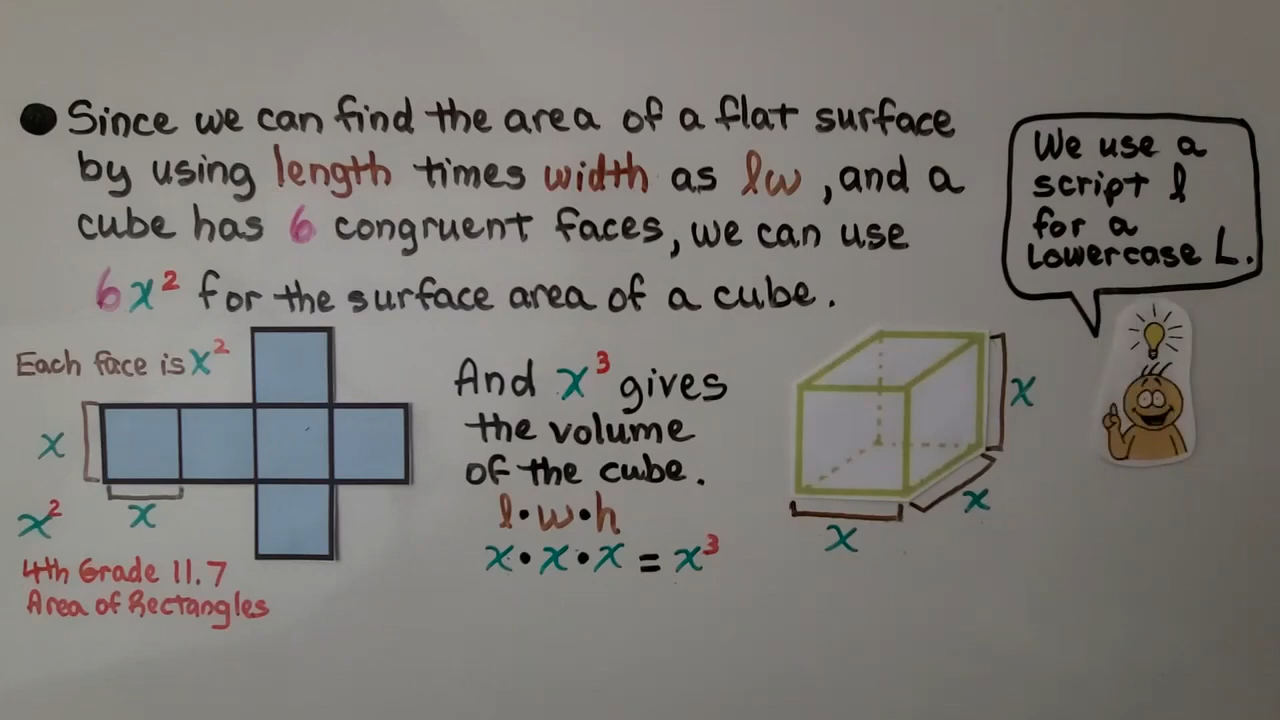 ● Since we can find the area of a flat surface
by using length times width as lw, and a
cube has 6 congruent faces, we can use
6x² for the surface area of a cube.
We use a
script l
for a
lowercase L.
Each face is x²
x
x
x²
4th Grade 11.7
Area of Rectangles
And x³ gives
the volume
of the cube.
l•w•h
x•x•x = x³
x
x
x